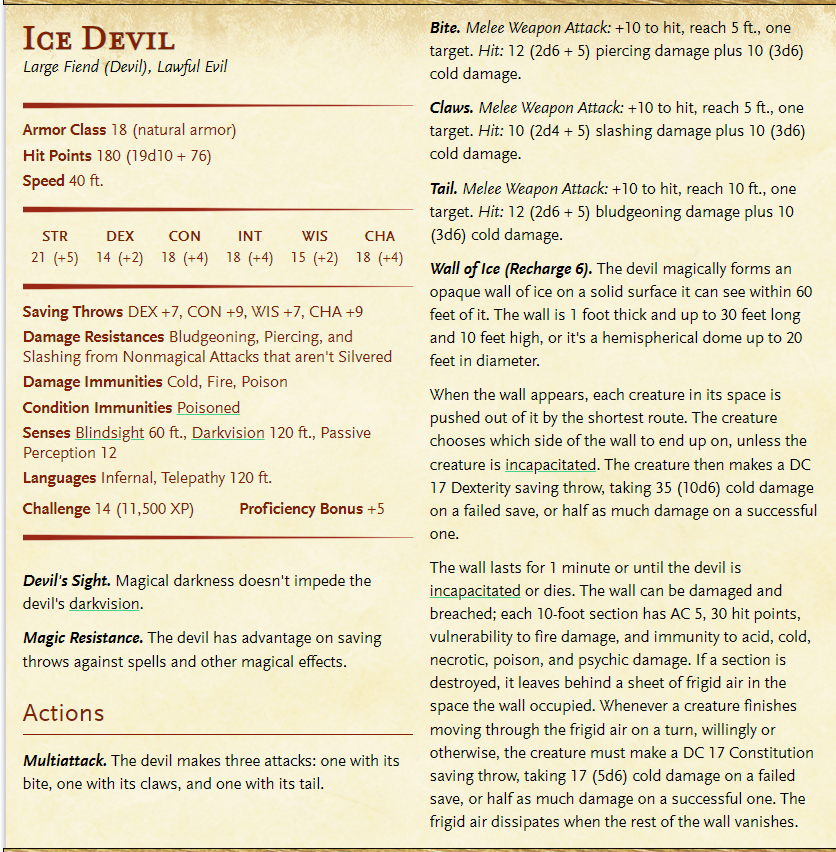 Ice Devil
Large Fiend (Devil), Lawful Evil
Armor Class 18 (natural armor)
Hit Points 180 (19d10 + 76)
Speed 40 ft.
STR DEX CON INT WIS CHA
21 (+5) 14 (+2) 18 (+4) 18 (+4) 15 (+2) 18 (+4)
Saving Throws DEX +7, CON +9, WIS +7, CHA +9
Damage Resistances Bludgeoning, Piercing, and
Slashing from Nonmagical Attacks that aren't Silvered
Damage Immunities Cold, Fire, Poison
Condition Immunities Poisoned
Senses Blindsight 60 ft., Darkvision 120 ft., Passive
Perception 12
Languages Infernal, Telepathy 120 ft.
Challenge 14 (11,500 XP) Proficiency Bonus +5
Devil's Sight. Magical darkness doesn't impede the
devil's darkvision.
Magic Resistance. The devil has advantage on saving
throws against spells and other magical effects.
Actions
Multiattack. The devil makes three attacks: one with its
bite, one with its claws, and one with its tail.
Bite. Melee Weapon Attack: +10 to hit, reach 5 ft., one
target. Hit: 12 (2d6 + 5) piercing damage plus 10 (3d6)
cold damage.
Claws. Melee Weapon Attack: +10 to hit, reach 5 ft., one
target. Hit: 10 (2d4 + 5) slashing damage plus 10 (3d6)
cold damage.
Tail. Melee Weapon Attack: +10 to hit, reach 10 ft., one
target. Hit: 12 (2d6 + 5) bludgeoning damage plus 10
(3d6) cold damage.
Wall of Ice (Recharge 6). The devil magically forms an
opaque wall of ice on a solid surface it can see within 60
feet of it. The wall is 1 foot thick and up to 30 feet long
and 10 feet high, or it's a hemispherical dome up to 20
feet in diameter.
When the wall appears, each creature in its space is
pushed out of it by the shortest route. The creature
chooses which side of the wall to end up on, unless the
creature is incapacitated. The creature then makes a DC
17 Dexterity saving throw, taking 35 (10d6) cold damage
on a failed save, or half as much damage on a successful
one.
The wall lasts for 1 minute or until the devil is
incapacitated or dies. The wall can be damaged and
breached; each 10-foot section has AC 5, 30 hit points,
vulnerability to fire damage, and immunity to acid, cold,
necrotic, poison, and psychic damage. If a section is
destroyed, it leaves behind a sheet of frigid air in the
space the wall occupied. Whenever a creature finishes
moving through the frigid air on a turn, willingly or
otherwise, the creature must make a DC 17 Constitution
saving throw, taking 17 (5d6) cold damage on a failed
save, or half as much damage on a successful one. The
frigid air dissipates when the rest of the wall vanishes.